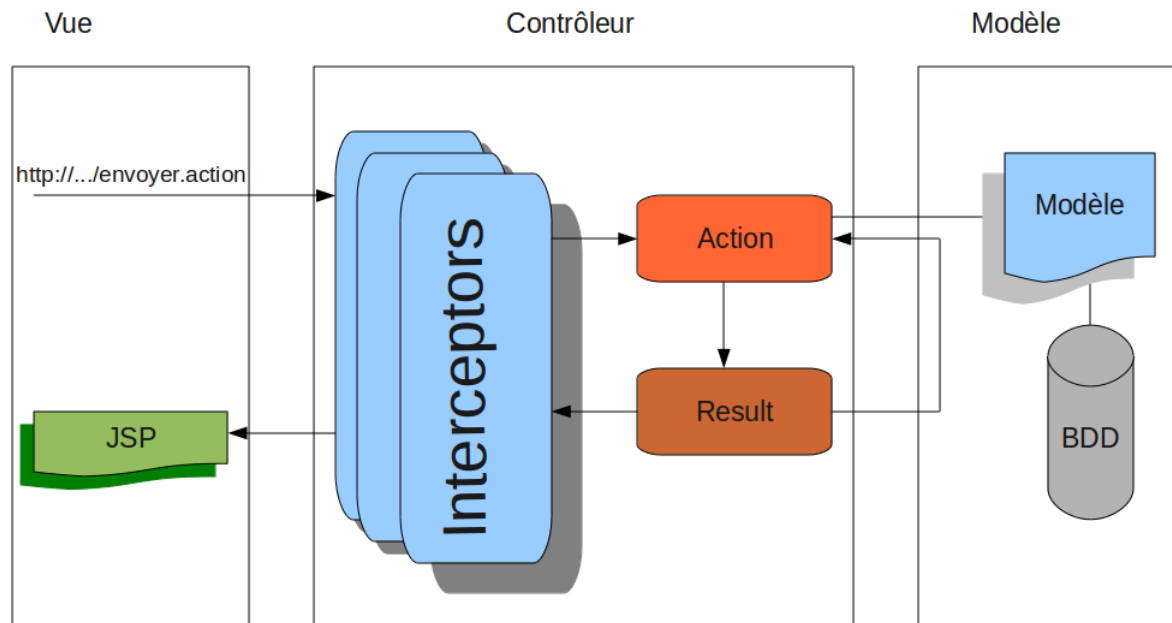 Vue
Contrôleur
Modèle
http://.../envoyer.action
Interceptors
Action
Modèle
JSP
Result
BDD